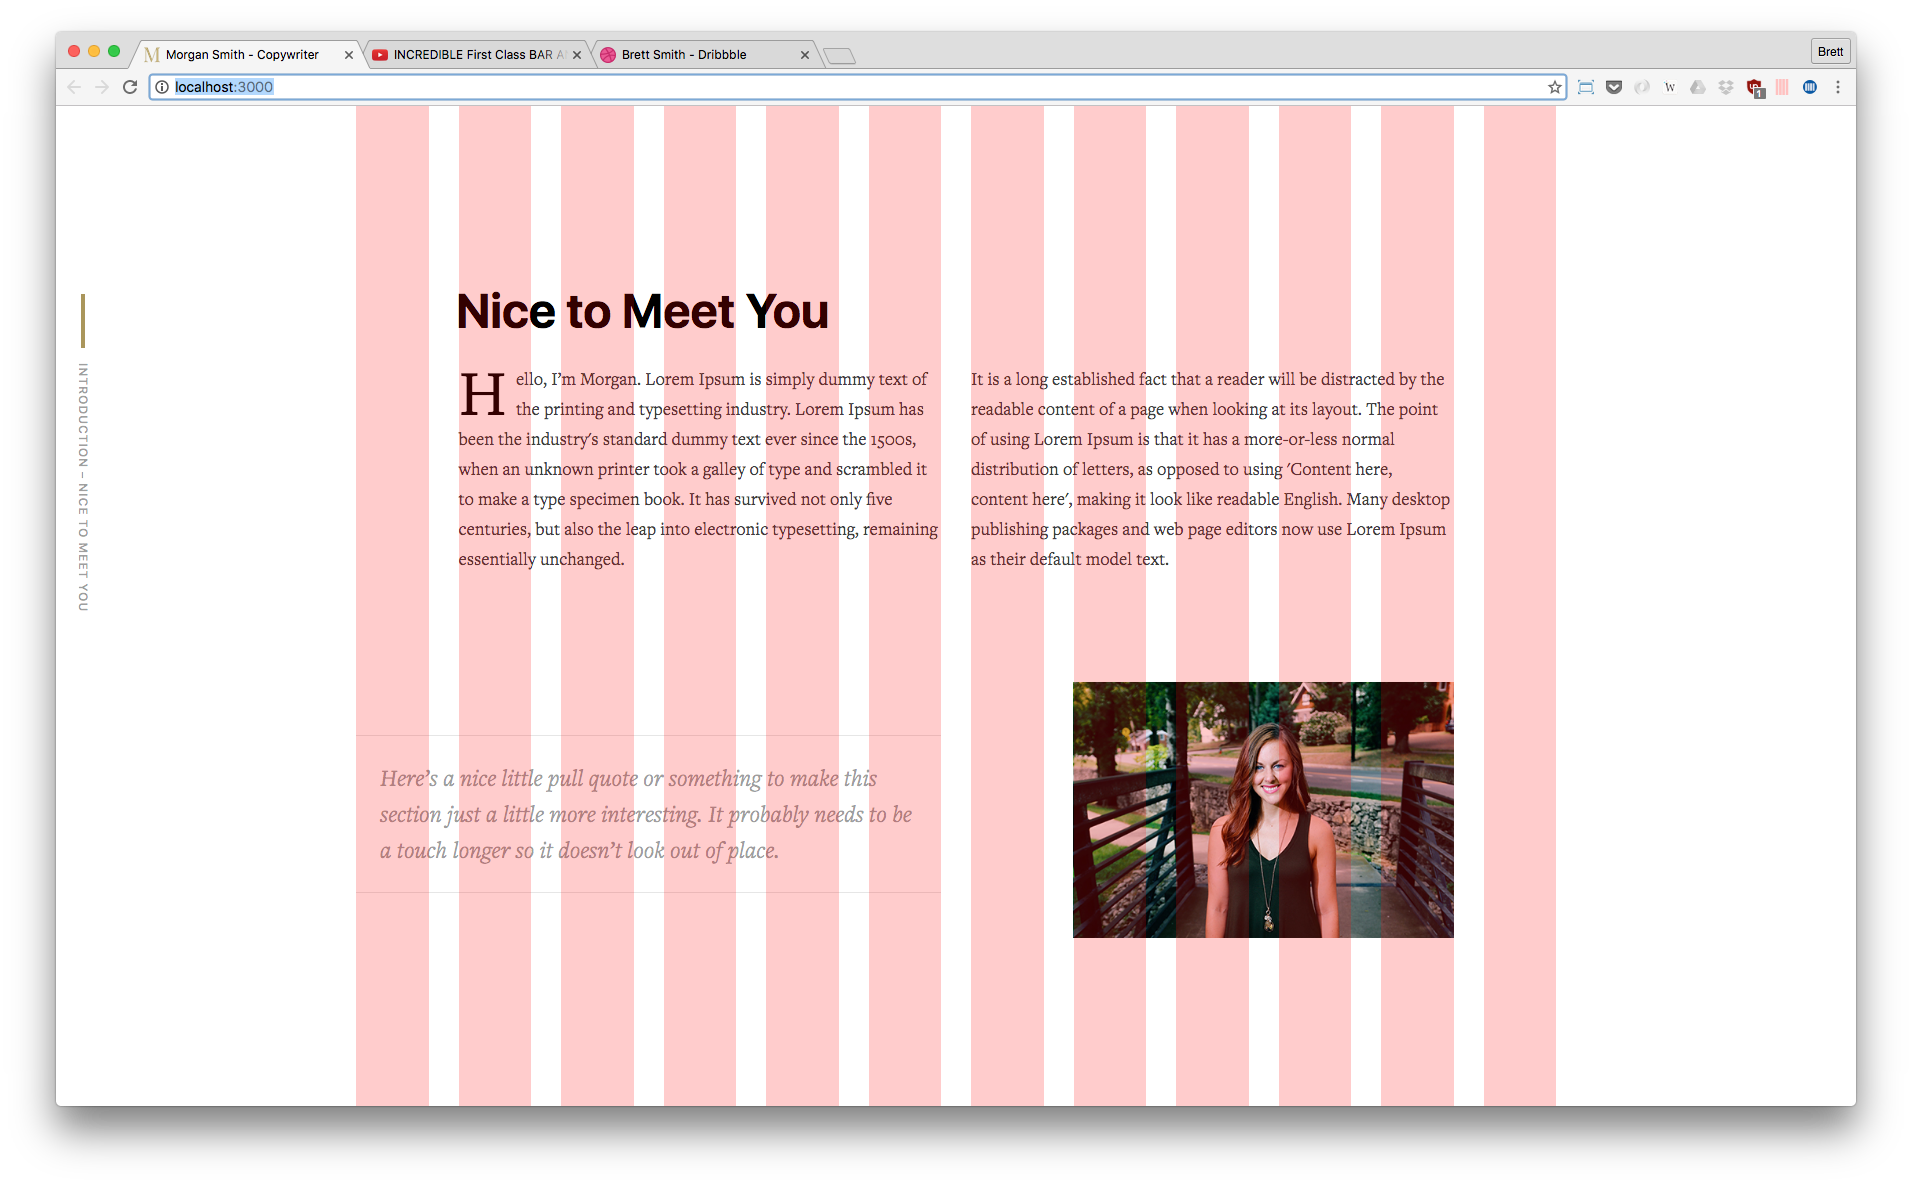 Morgan Smith - Copywriter
INCREDIBLE First Class BAR
Brett Smith - Dribbble
Brett
localhost:3000
W
1
INTRODUCTION – NICE TO MEET YOU
Nice to Meet You
Hello, I’m Morgan. Lorem Ipsum is simply dummy text of
the printing and typesetting industry. Lorem Ipsum has
been the industry's standard dummy text ever since the 1500s,
when an unknown printer took a galley of type and scrambled it
to make a type specimen book. It has survived not only five
centuries, but also the leap into electronic typesetting, remaining
essentially unchanged.
It is a long established fact that a reader will be distracted by the
readable content of a page when looking at its layout. The point
of using Lorem Ipsum is that it has a more-or-less normal
distribution of letters, as opposed to using 'Content here,
content here', making it look like readable English. Many desktop
publishing packages and web page editors now use Lorem Ipsum
as their default model text.
Here’s a nice little pull quote or something to make this
section just a little more interesting. It probably needs to be
a touch longer so it doesn’t look out of place.